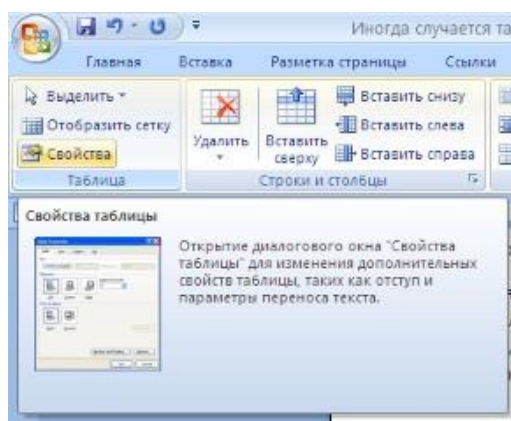 Иногда случается та
Главная Вставка Разметка страницы Ссылки
Выделить
Отобразить сетку
Свойства
Таблица
Удалить
Вставить сверху
Вставить снизу
Вставить слева
Вставить справа
Строки и столбцы
Свойства таблицы
Открытие диалогового окна "Свойства
таблицы" для изменения дополнительных
свойств таблицы, таких как отступ и
параметры переноса текста.